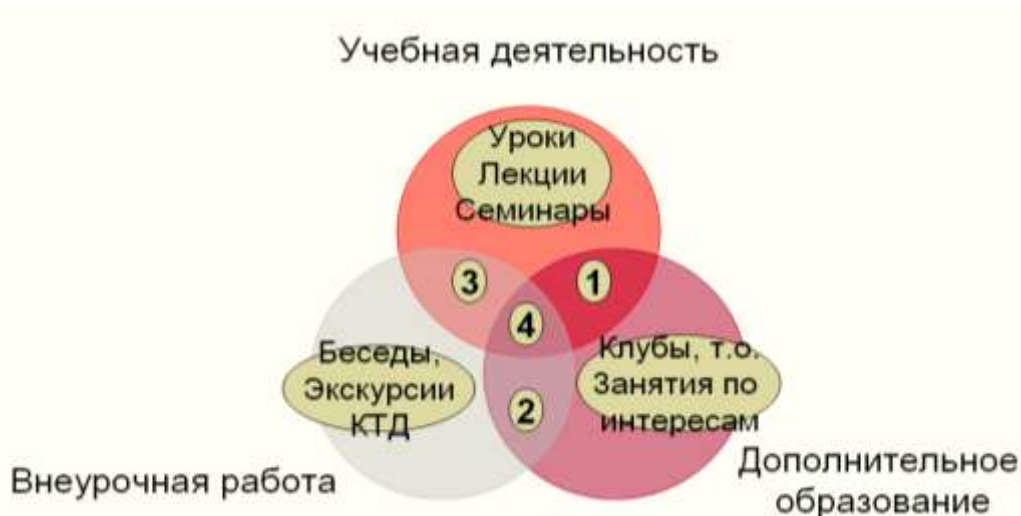 Учебная деятельность
Уроки
Лекции
Семинары
3
1
4
Беседы,
Экскурсии
КТД
Клубы, т.о.
Занятия по
интересам
2
Внеурочная работа
Дополнительное
образование